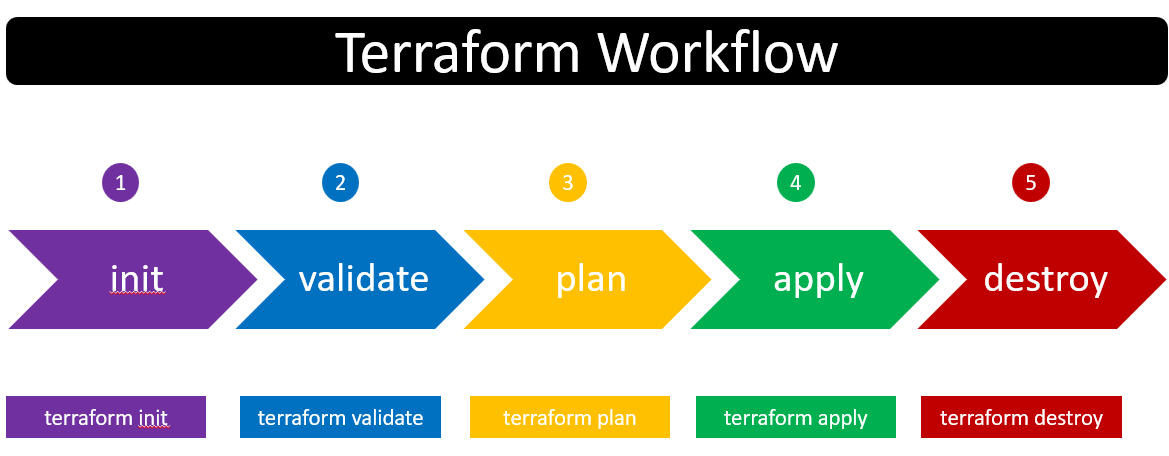 Terraform Workflow
1 2 3 4 5
init validate plan apply destroy
terraform init terraform validate terraform plan terraform apply terraform destroy